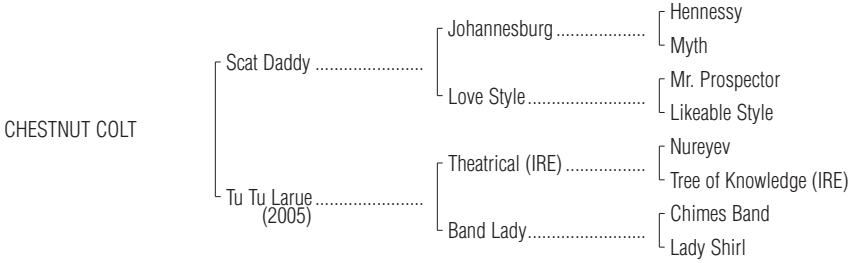 Hennessy
Johannesburg ...................
Myth
Scat Daddy .......................
Mr. Prospector
Love Style.........................
Likeable Style
CHESTNUT COLT
Nureyev
Theatrical (IRE) .................
Tree of Knowledge (IRE)
Tu Tu Larue .......................
(2005)
Chimes Band
Band Lady.........................
Lady Shirl